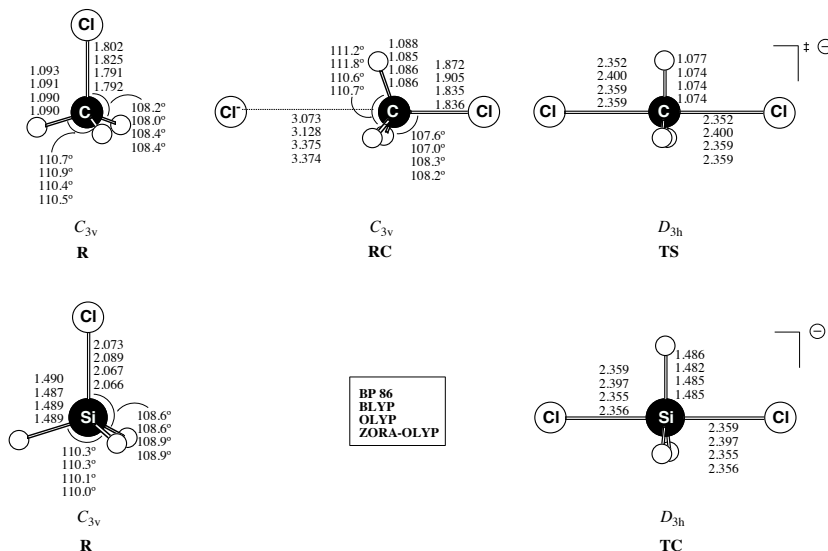 Cl
1.802
1.825
1.791
1.792
1.093
1.091
1.090
1.090
C
108.2º
108.0º
108.4º
108.4º
110.7º
110.9º
110.4º
110.5º
C3v
R
111.2º
111.8º
110.6º
110.7º
1.088
1.085
1.086
1.086
1.872
1.905
1.835
1.836
Cl-
C
Cl
3.073
3.128
3.375
3.374
107.6º
107.0º
108.3º
108.2º
C3v
RC
‡ ⊖
2.352
2.400
2.359
2.359
1.077
1.074
1.074
1.074
Cl
C
Cl
2.352
2.400
2.359
2.359
D3h
TS
Cl
2.073
2.089
2.067
2.066
1.490
1.487
1.489
1.489
Si
108.6º
108.6º
108.9º
108.9º
110.3º
110.3º
110.1º
110.0º
C3v
R
BP 86
BLYP
OLYP
ZORA-OLYP
⊖
2.359
2.397
2.355
2.356
1.486
1.482
1.485
1.485
Cl
Si
Cl
2.359
2.397
2.355
2.356
D3h
TC